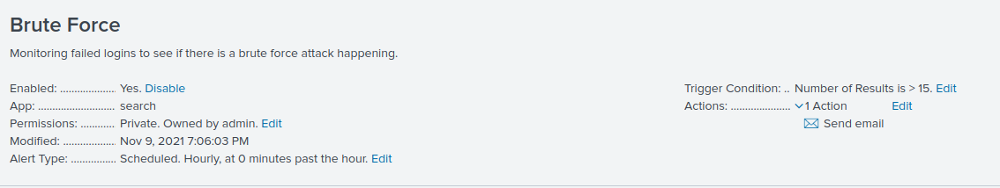 Brute Force
Monitoring failed logins to see if there is a brute force attack happening.
Enabled: .................... Yes. Disable
App: ........................... search
Permissions: ............ Private. Owned by admin. Edit
Modified: ................... Nov 9, 2021 7:06:03 PM
Alert Type: ................ Scheduled. Hourly, at 0 minutes past the hour. Edit
Trigger Condition: .. Number of Results is > 15. Edit
Actions: ..................... 1 Action Edit
Send email